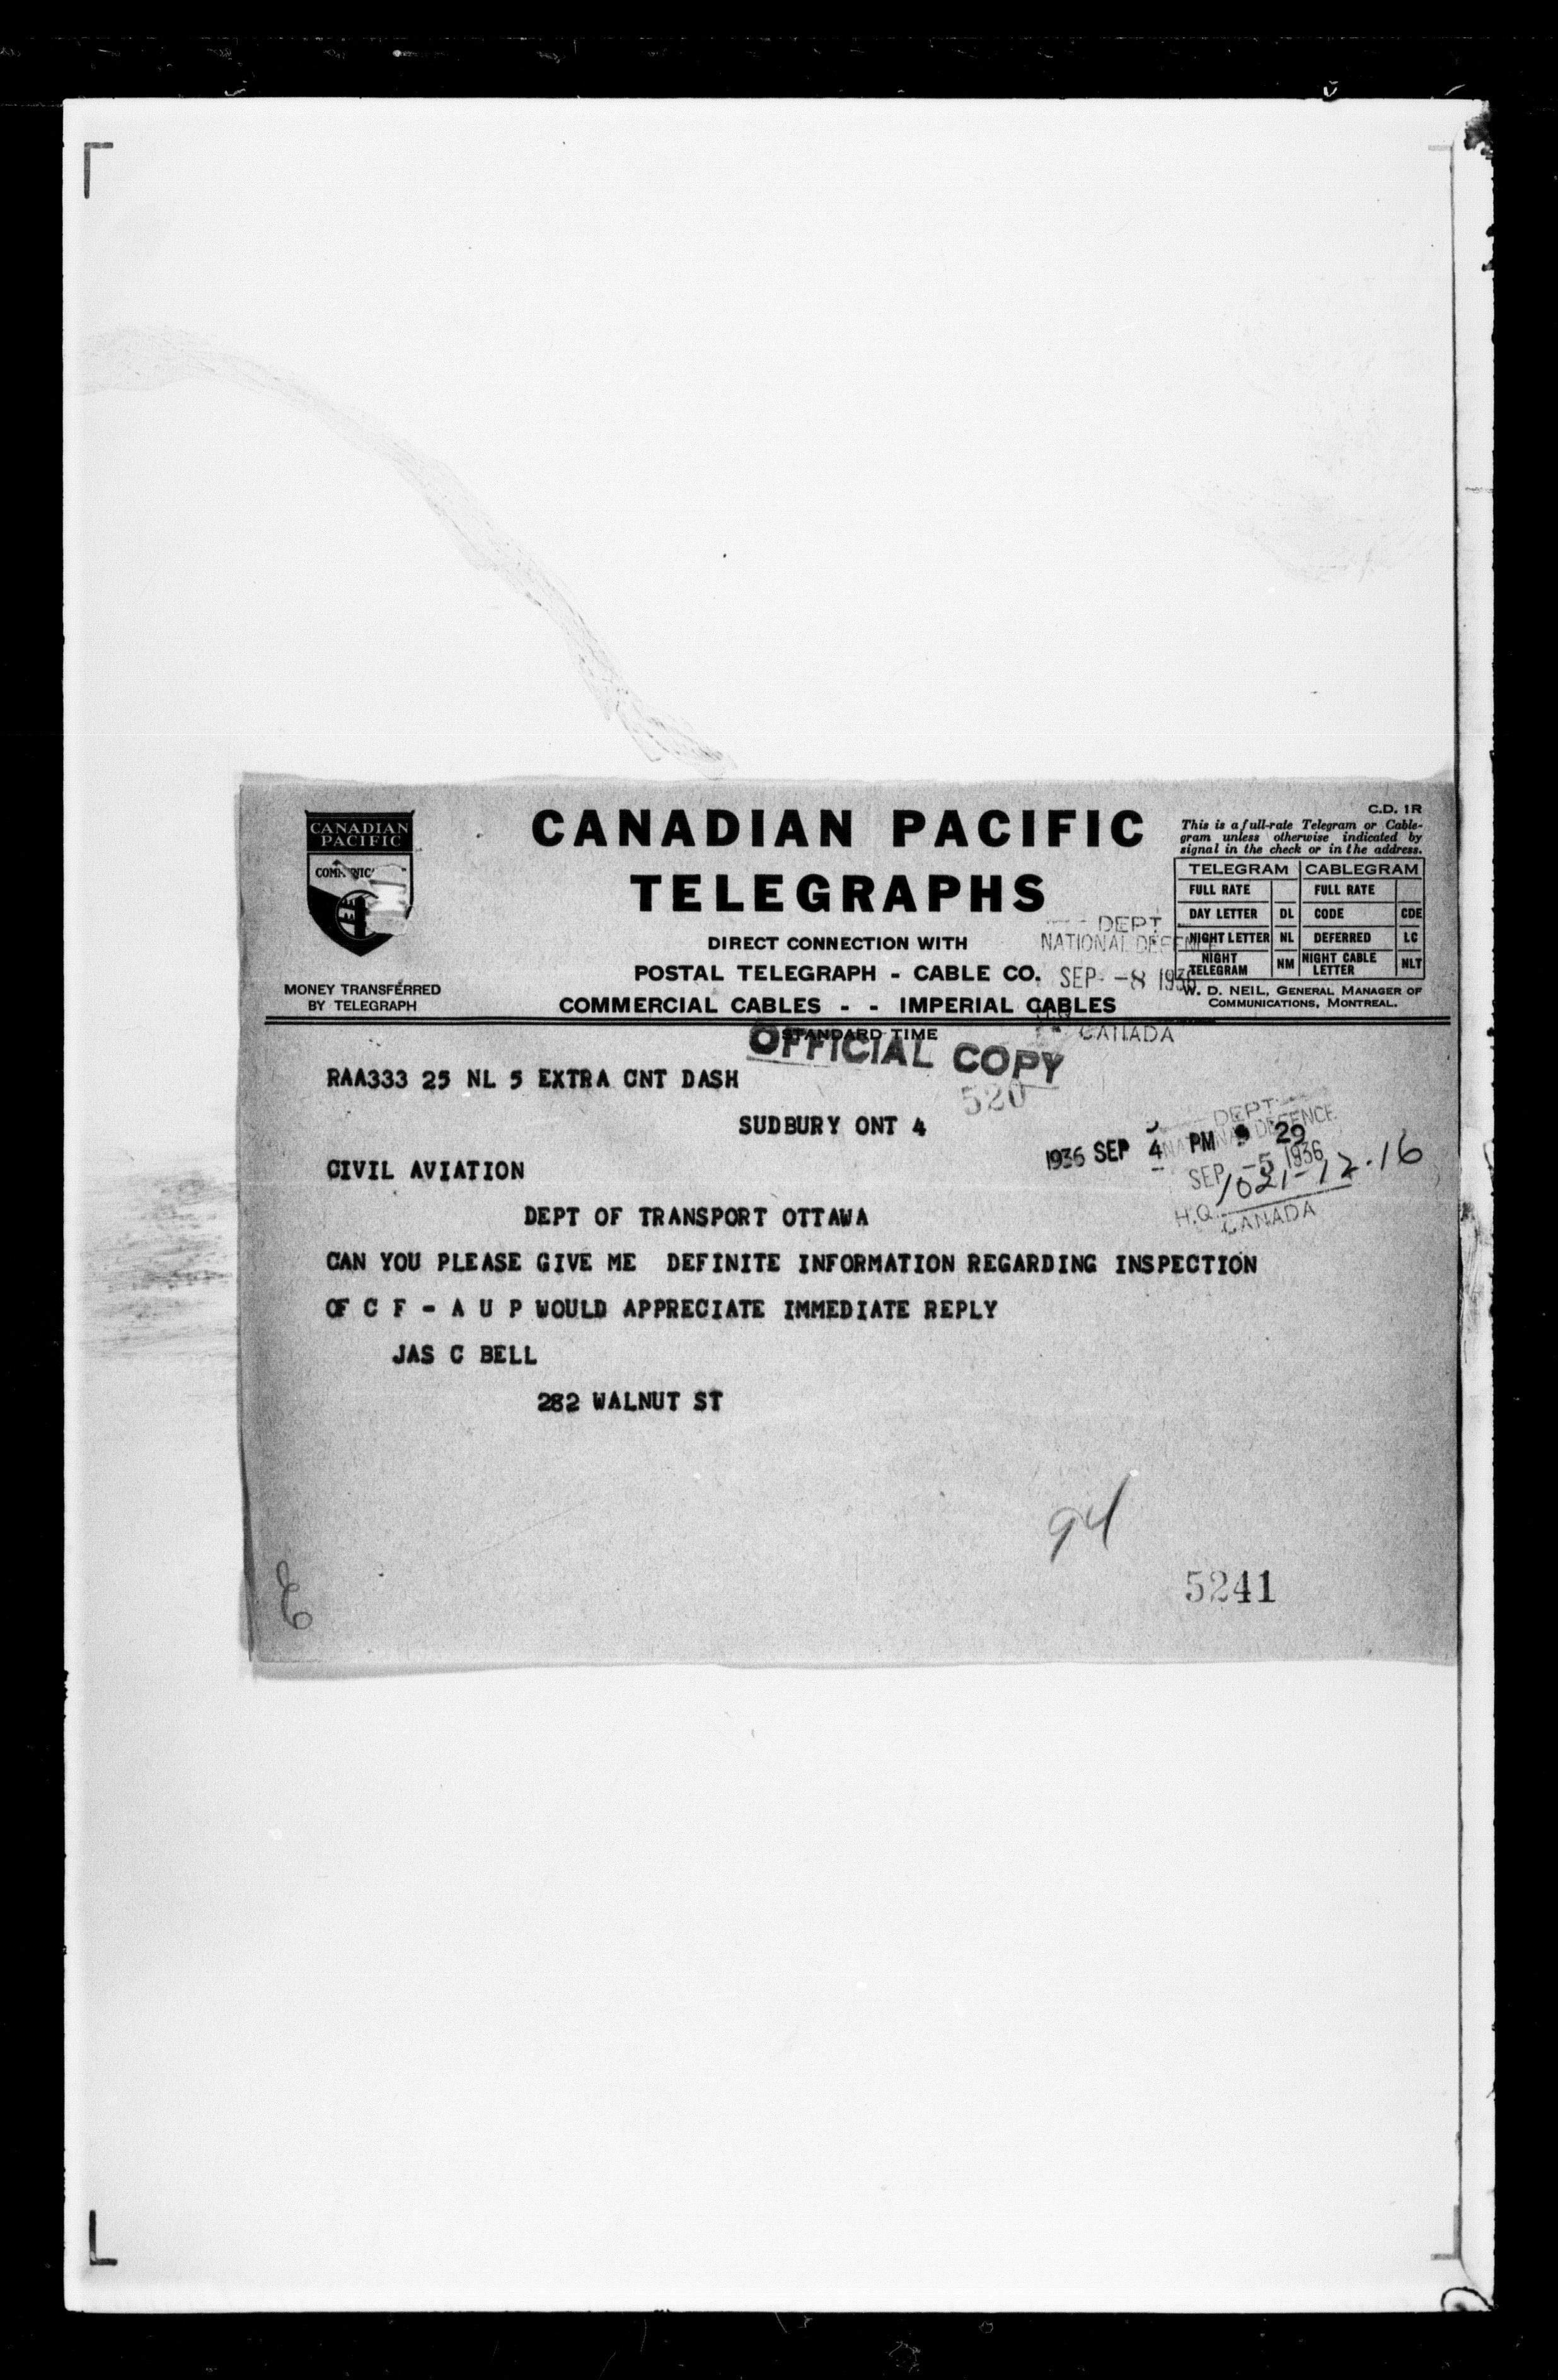 CANADIAN
PACIFIC
MONEY TRANSFERRED
BY TELEGRAPH
CANADIAN PACIFIC
TELEGRAPHS
DIRECT CONNECTION WITH
POSTAL TELEGRAPH - CABLE CO.
COMMERCIAL CABLES - - IMPERIAL CABLES
STANDARD TIME
C.D. 1R
This is a full-rate Telegram or Cable-
gram unless otherwise indicated by
signal in the check or in the address.
TELEGRAM CABLEGRAM
FULL RATE FULL RATE
DAY LETTER DL CODE CDE
NIGHT LETTER NL DEFERRED LC
NIGHT TELEGRAM NM NIGHT CABLE LETTER NLT
W. D. NEIL, GENERAL MANAGER OF
COMMUNICATIONS, MONTREAL.
DEPT
NATIONAL DEFENCE
SEP -8 1936
CANADA
OFFICIAL COPY
520
RAA333 25 NL 5 EXTRA CNT DASH
SUDBURY ONT 4
1936 SEP 4 PM 9 29
DEPT
NATIONAL DEFENCE
SEP -5 1936
1021-12-16
H.Q.
CANADA
CIVIL AVIATION
DEPT OF TRANSPORT OTTAWA
CAN YOU PLEASE GIVE ME DEFINITE INFORMATION REGARDING INSPECTION
OF C F - A U P WOULD APPRECIATE IMMEDIATE REPLY
JAS C BELL
282 WALNUT ST
94
5241